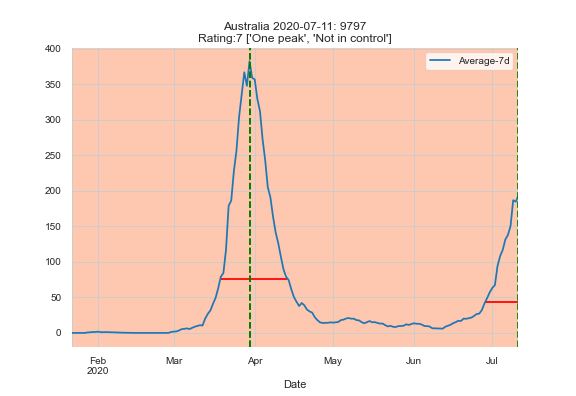 Australia 2020-07-11: 9797
Rating:7 ['One peak', 'Not in control']
Average-7d
400
350
300
250
200
150
100
50
0
Feb Mar Apr May Jun Jul
2020
Date